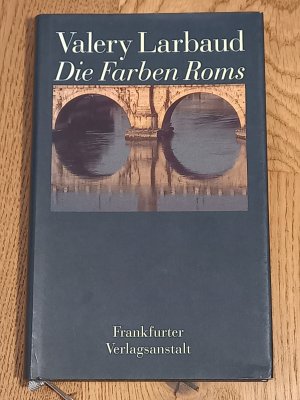 Valery Larbaud
Die Farben Roms
Frankfurter
Verlagsanstalt